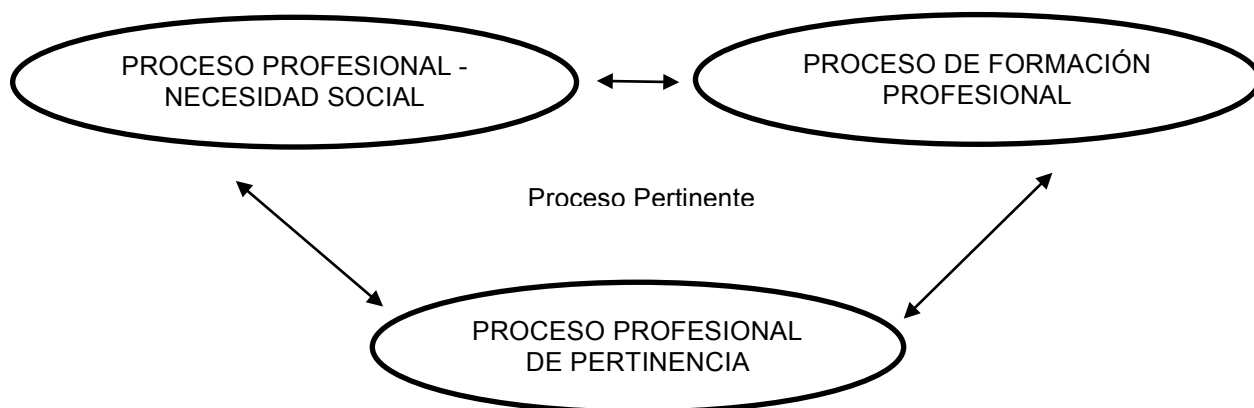 PROCESO PROFESIONAL -
NECESIDAD SOCIAL
PROCESO DE FORMACIÓN
PROFESIONAL
Proceso Pertinente
PROCESO PROFESIONAL
DE PERTINENCIA